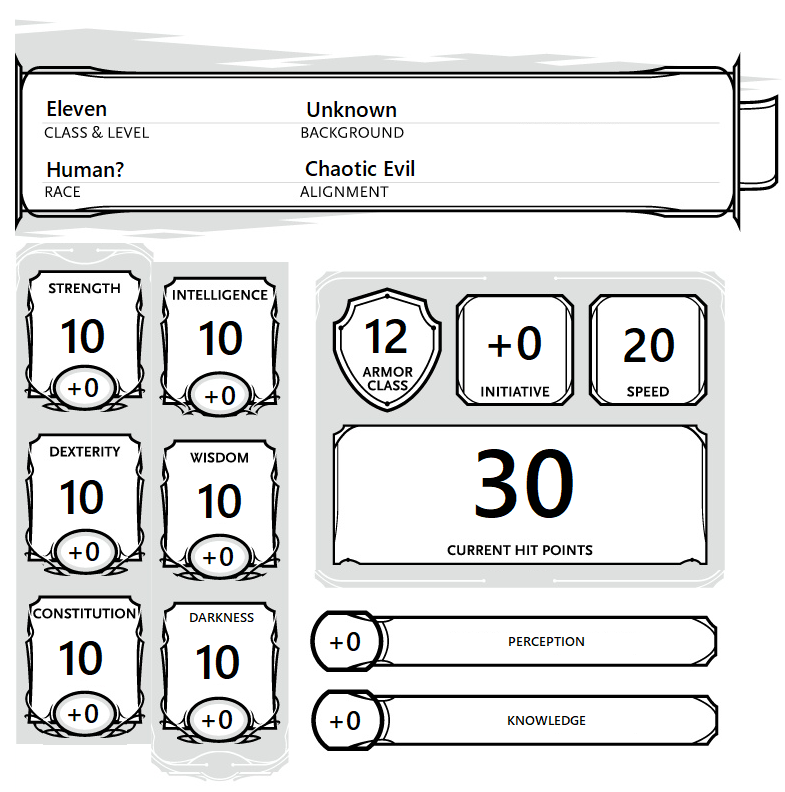 Eleven Unknown
CLASS & LEVEL BACKGROUND
Human? Chaotic Evil
RACE ALIGNMENT
STRENGTH
10
+0
INTELLIGENCE
10
+0
DEXTERITY
10
+0
WISDOM
10
+0
CONSTITUTION
10
+0
DARKNESS
10
+0
12
ARMOR
CLASS
+0
INITIATIVE
20
SPEED
30
CURRENT HIT POINTS
+0 PERCEPTION
+0 KNOWLEDGE